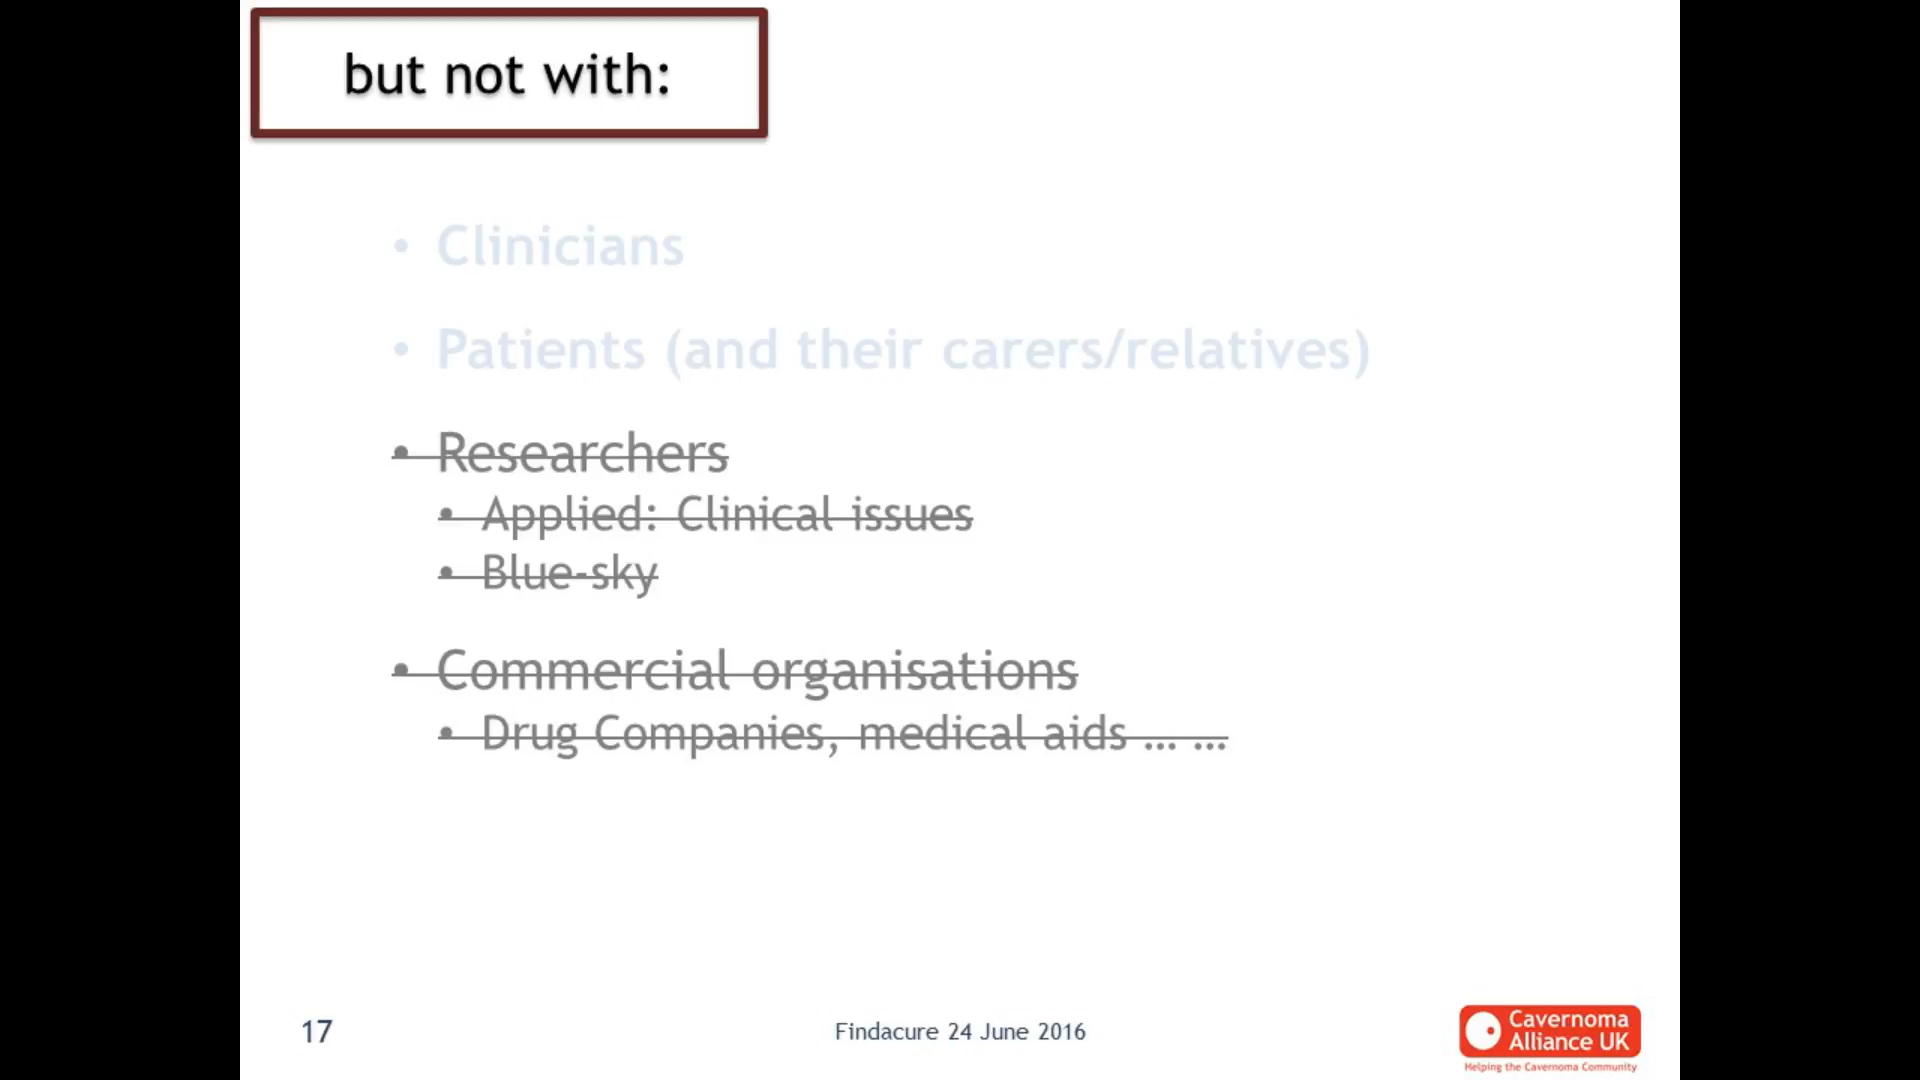 but not with:
• Clinicians
• Patients (and their carers/relatives)
• Researchers
• Applied: Clinical issues
• Blue-sky
• Commercial organisations
• Drug Companies, medical aids ... ...
17
Findacure 24 June 2016
Cavernoma
Alliance UK
Helping the Cavernoma Community